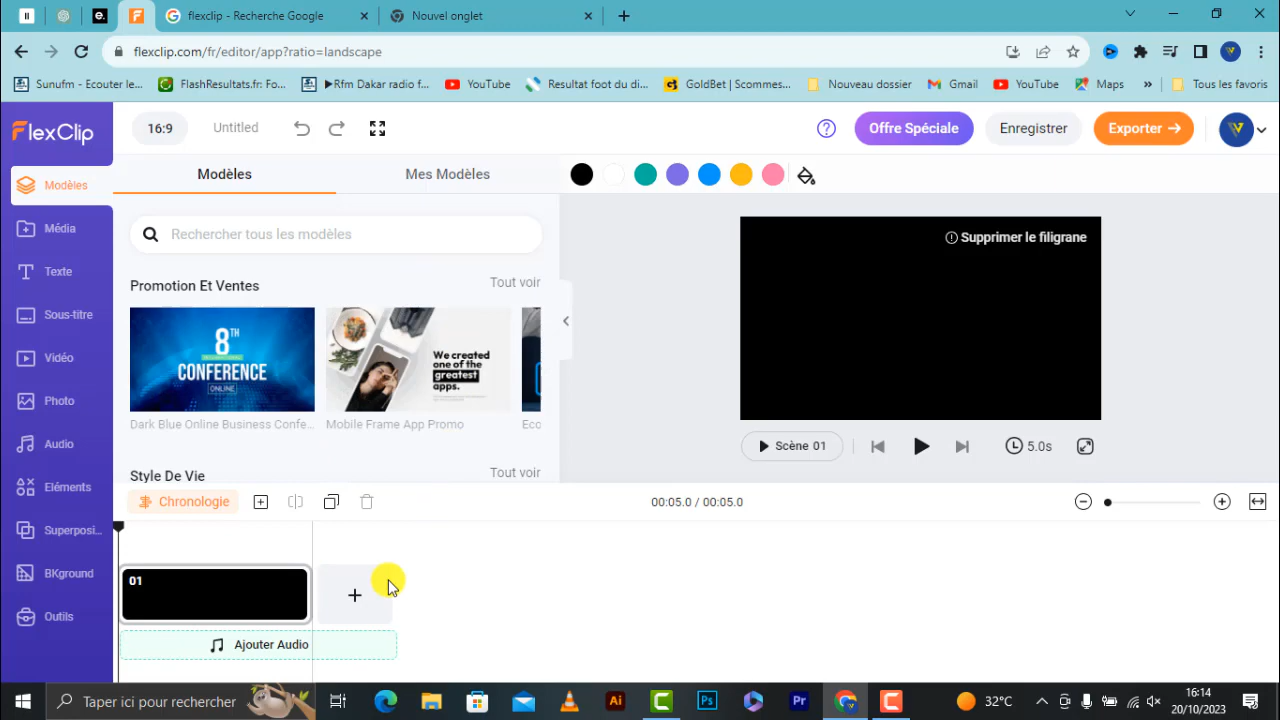 flexclip - Recherche Google
Nouvel onglet
flexclip.com/fr/editor/app?ratio=landscape
Sunufm - Ecouter le...
FlashResultats.fr: Fo...
▶Rfm Dakar radio f...
YouTube
Resultat foot du di...
GoldBet | Scommes...
Nouveau dossier
Gmail
YouTube
Maps
»
Tous les favoris
FlexClip
16:9
Untitled
Offre Spéciale
Enregistrer
Exporter →
Modèles
Média
Texte
Sous-titre
Vidéo
Photo
Audio
Eléments
Superposi...
BKground
Outils
Modèles
Mes Modèles
Rechercher tous les modèles
Promotion Et Ventes
Tout voir
8TH
CONFERENCE
ONLINE
We created
one of the
greatest
apps.
Dark Blue Online Business Confe...
Mobile Frame App Promo
Eco
Style De Vie
Tout voir
Supprimer le filigrane
Scène 01
5.0s
Chronologie
00:05.0 / 00:05.0
01
+
Ajouter Audio
Taper ici pour rechercher
Ai
Ps
Pr
32°C
16:14
20/10/2023